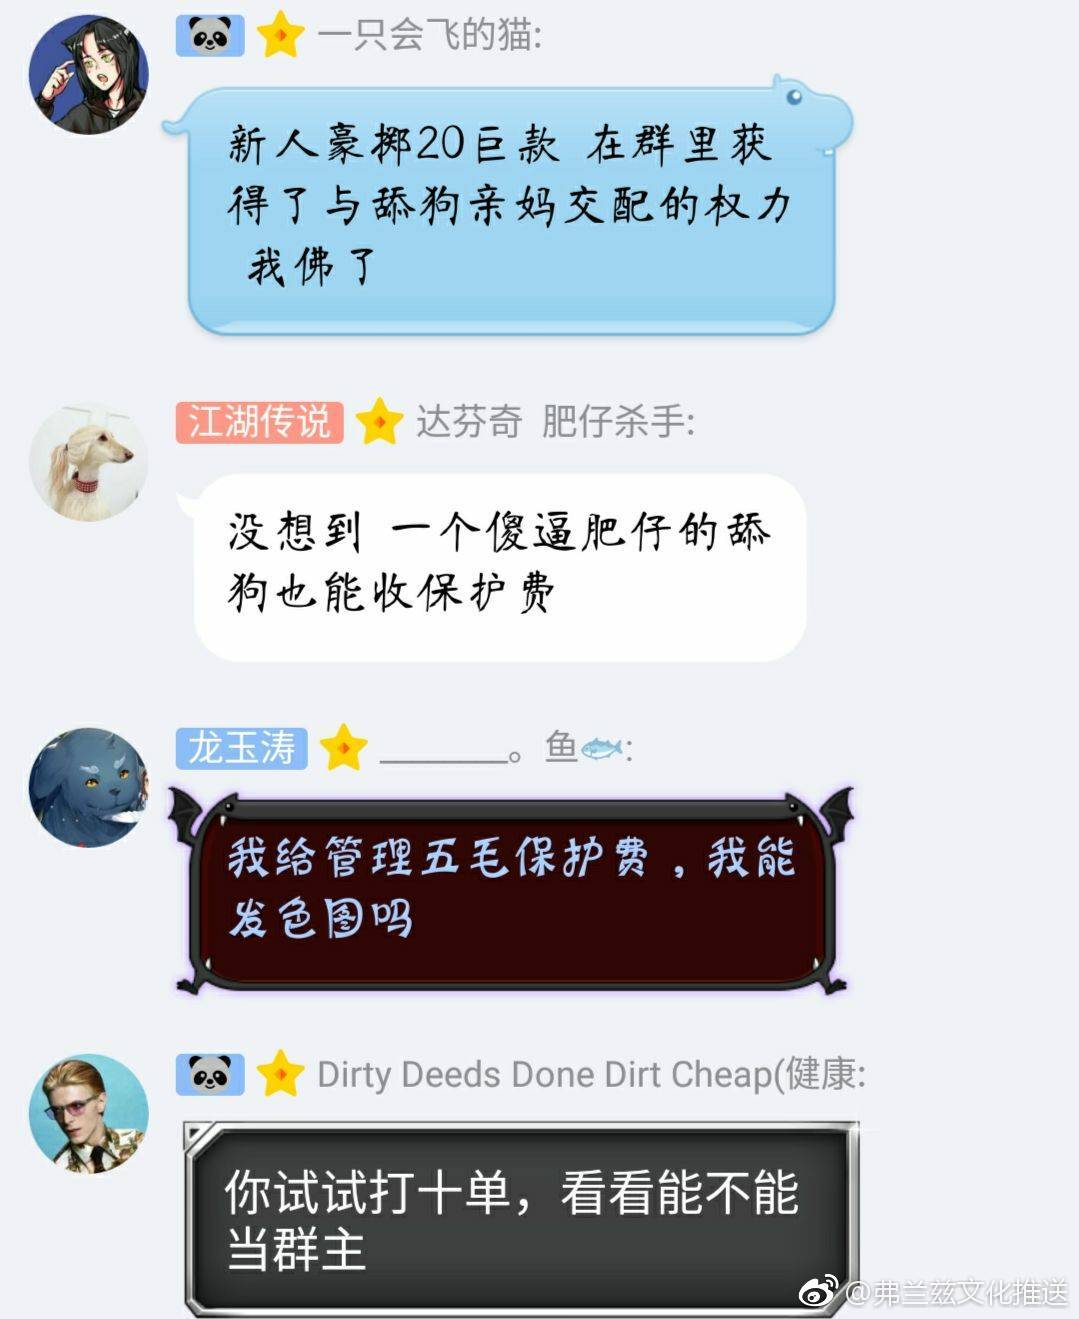 一只会飞的猫:
新人豪掷20巨款 在群里获
得了与舔狗亲妈交配的权力
我佛了
江湖传说 达芬奇 肥仔杀手:
没想到 一个傻逼肥仔的舔
狗也能收保护费
龙玉涛 ______。鱼🐟:
我给管理五毛保护费，我能
发色图吗
Dirty Deeds Done Dirt Cheap(健康:
你试试打十单，看看能不能
当群主
@弗兰兹文化推送